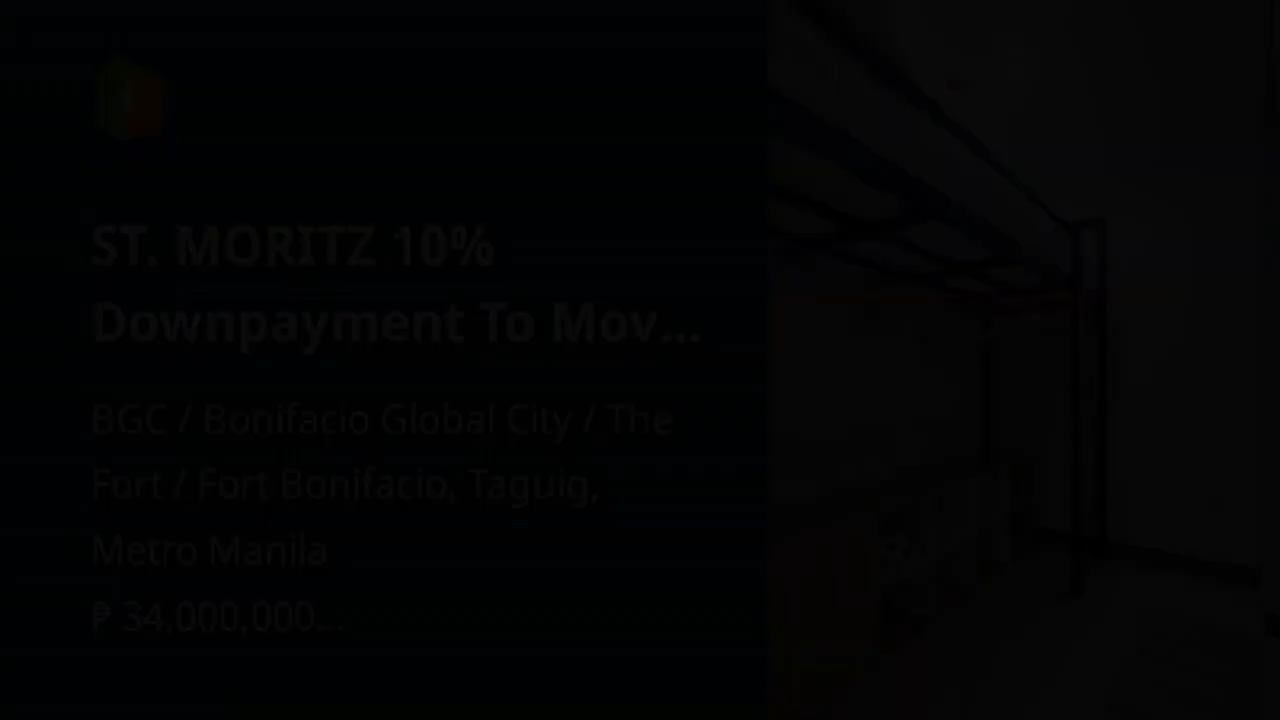 ST. MORITZ 10%
Downpayment To Mov...
BGC / Bonifacio Global City / The
Fort / Fort Bonifacio, Taguig,
Metro Manila
₱ 34,000,000...